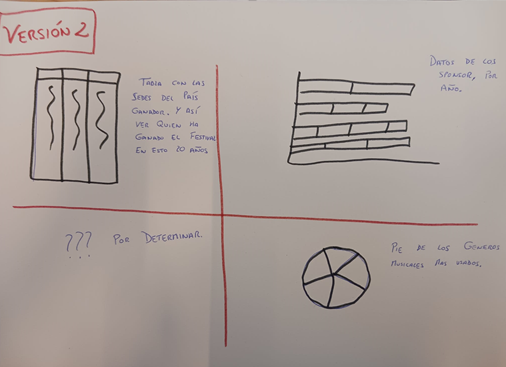 VERSIÓN 2
TABLA CON LAS
SEDES DEL PAÍS
GANADOR. Y ASÍ
VER QUIEN HA
GANADO EL FESTIVAL
EN ESTO 20 AÑOS
DATOS DE LOS
SPONSOR, POR
AÑO.
??? POR DETERMINAR.
PIE DE LOS GENEROS
MUSICALES MAS USADOS.